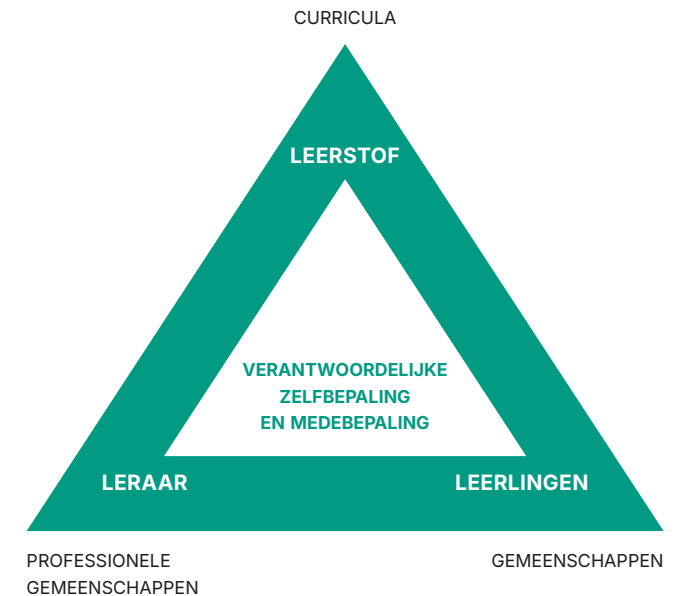 CURRICULA
LEERSTOF
VERANTWOORDELIJKE
ZELFBEPALING
EN MEDEBEPALING
LERAAR
LEERLINGEN
PROFESSIONELE
GEMEENSCHAPPEN
GEMEENSCHAPPEN